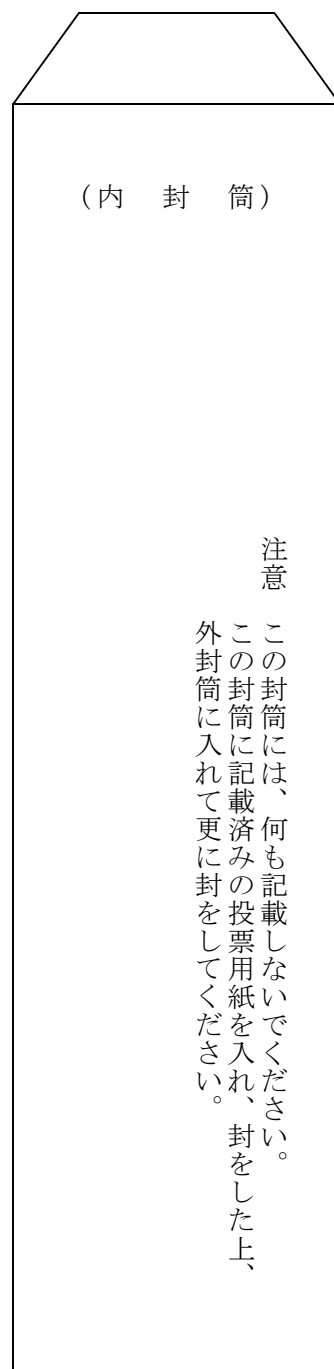 (内　封　筒)
注意　この封筒には、何も記載しないでください。
この封筒に記載済みの投票用紙を入れ、封をした上、
外封筒に入れて更に封をしてください。